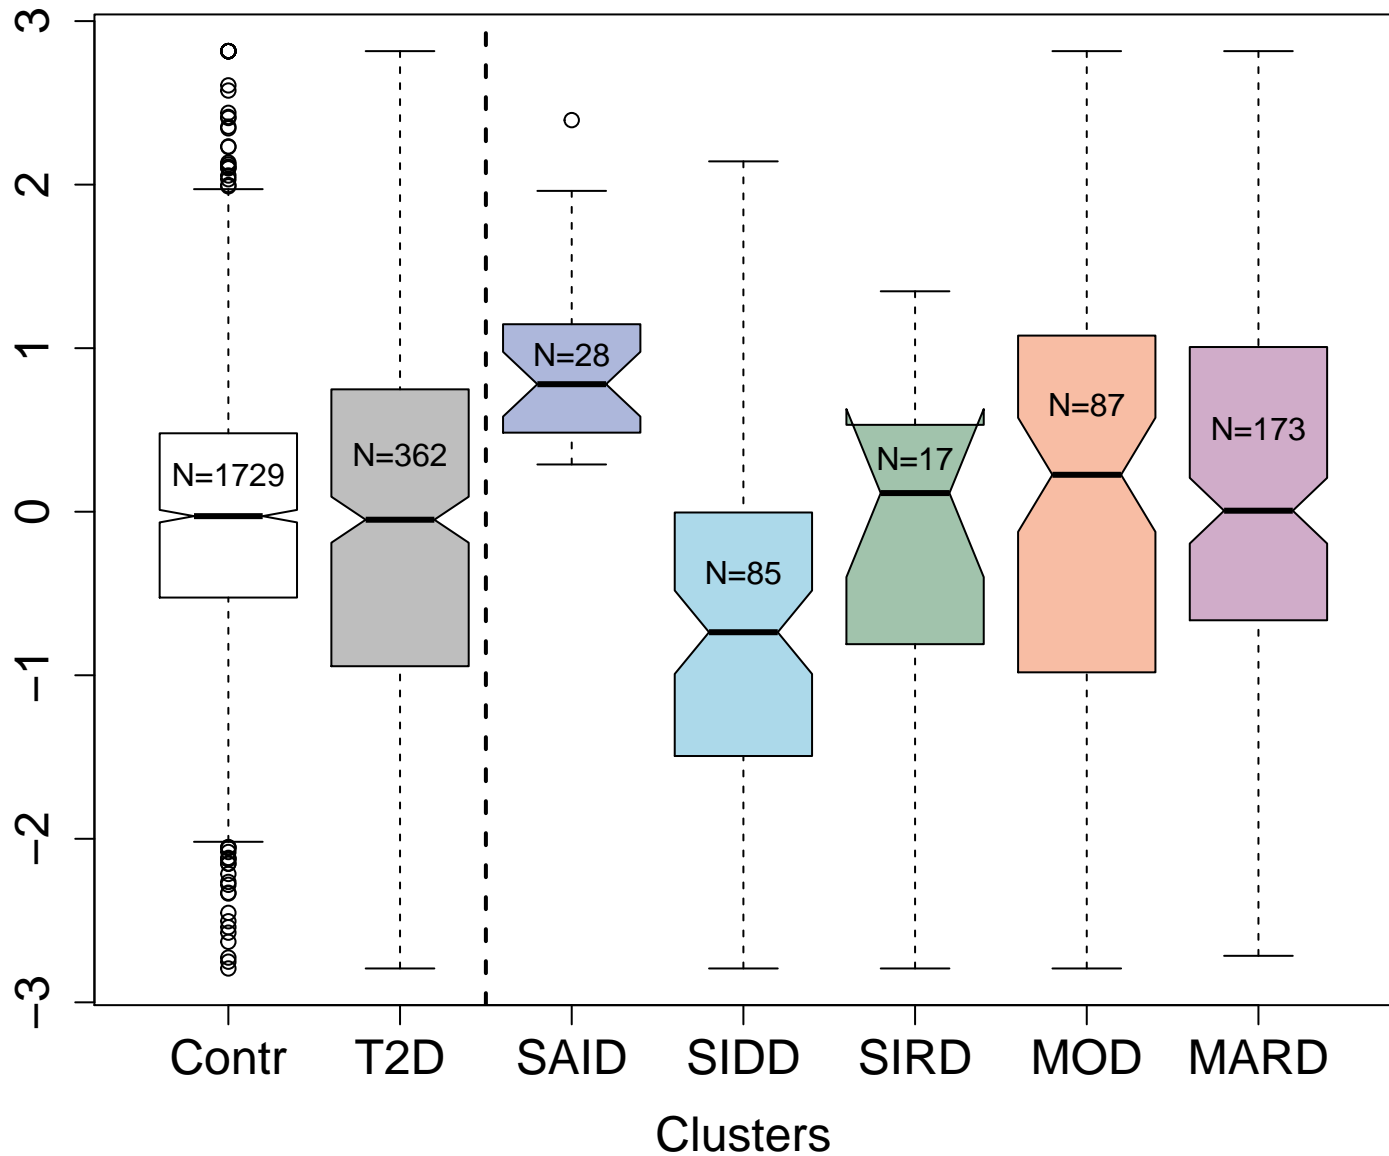 3
2
1
0
−1
−2
−3
N=1729
N=362
N=28
N=85
N=17
N=87
N=173
Contr T2D SAID SIDD SIRD MOD MARD
Clusters